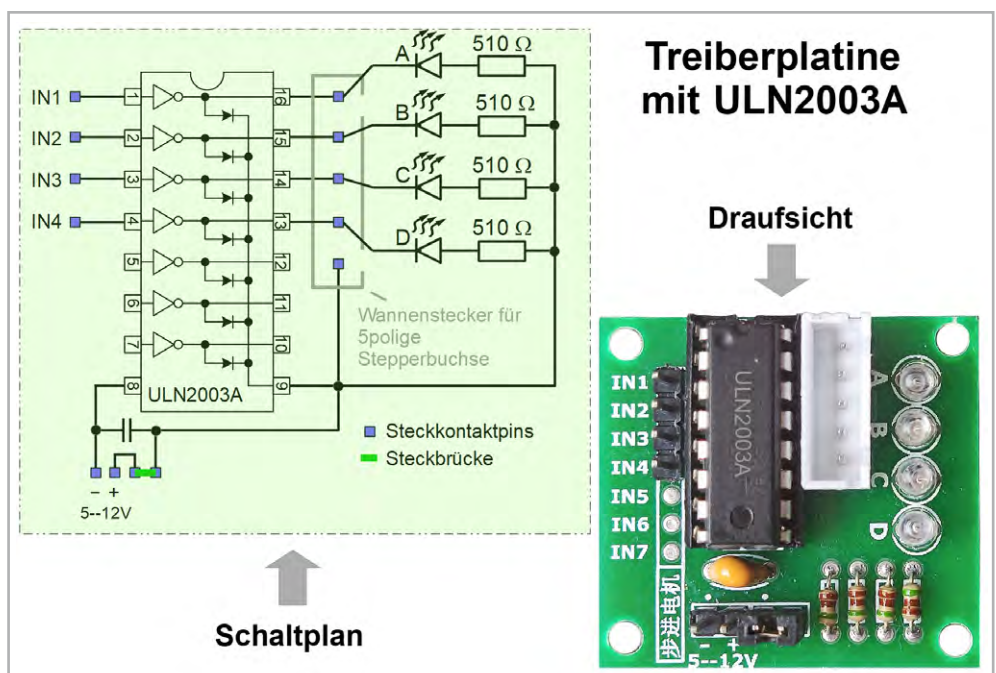 Treiberplatine
mit ULN2003A
IN1
IN2
IN3
IN4
1
2
3
4
5
6
7
8
16
15
14
13
12
11
10
9
ULN2003A
A
510 Ω
B
510 Ω
C
510 Ω
D
510 Ω
Wannenstecker für
5polige
Stepperbuchse
Steckkontaktpins
Steckbrücke
− +
5--12V
Schaltplan
Draufsicht
IN1
IN2
IN3
IN4
IN5
IN6
IN7
ULN2003A
A
B
C
D
步进电机
− +
5--12V